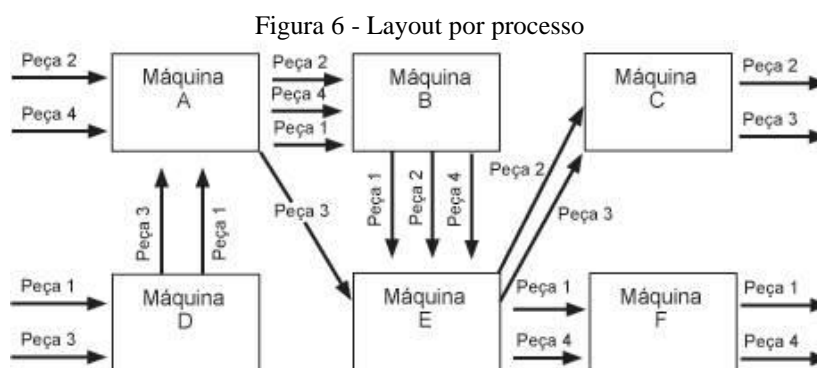 Figura 6 - Layout por processo
Peça 2
Peça 4
Máquina
A
Peça 2
Peça 4
Peça 1
Máquina
B
Máquina
C
Peça 2
Peça 3
Peça 3
Peça 1
Peça 3
Peça 1
Peça 2
Peça 4
Peça 2
Peça 3
Peça 1
Peça 3
Máquina
D
Máquina
E
Peça 1
Peça 4
Máquina
F
Peça 1
Peça 4